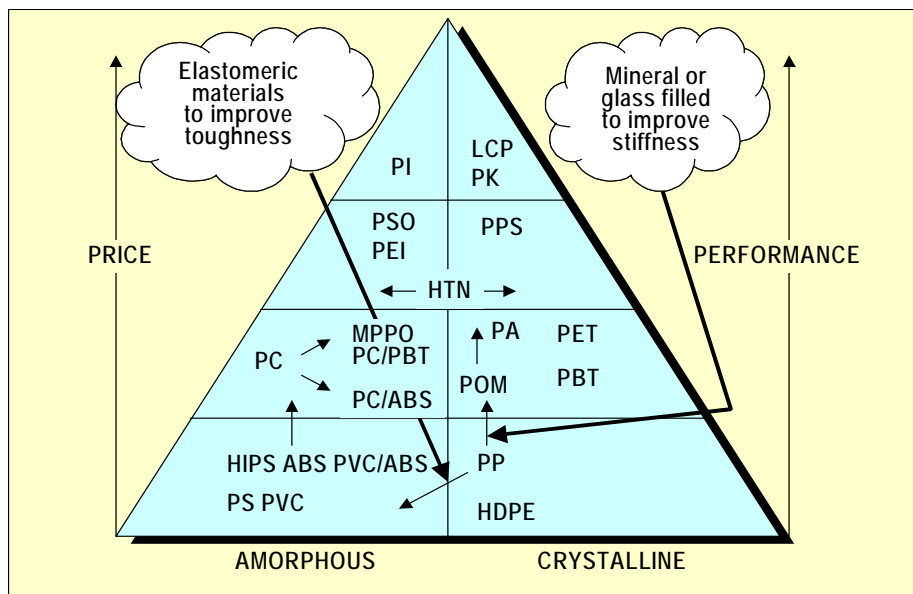 Elastomeric
materials
to improve
toughness
Mineral or
glass filled
to improve
stiffness
PRICE
PERFORMANCE
PI
LCP
PK
PSO
PEI
PPS
HTN
PC
MPPO
PC/PBT
PC/ABS
PA
PET
POM
PBT
HIPS ABS PVC/ABS
PS PVC
PP
HDPE
AMORPHOUS
CRYSTALLINE